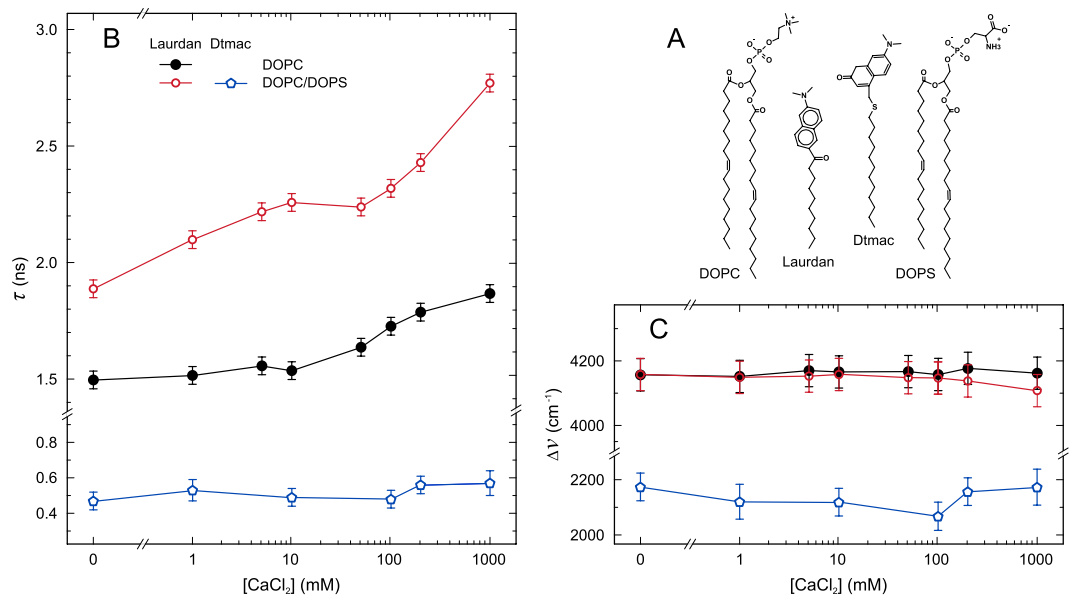 B
Laurdan Dtmac
DOPC
DOPC/DOPS
3.0
2.5
2.0
1.5
0.8
0.6
0.4
τ (ns)
0 1 10 100 1000
[CaCl₂] (mM)
A
O⁻
P
O
O
O
N⁺
O
O
O
O
DOPC
N
O
Laurdan
N
O
O
S
Dtmac
O⁻
P
O
O
O
O
O⁻
NH3
+
O
O
O
O
DOPS
C
4200
4000
2200
2000
Δν (cm⁻¹)
0 1 10 100 1000
[CaCl₂] (mM)